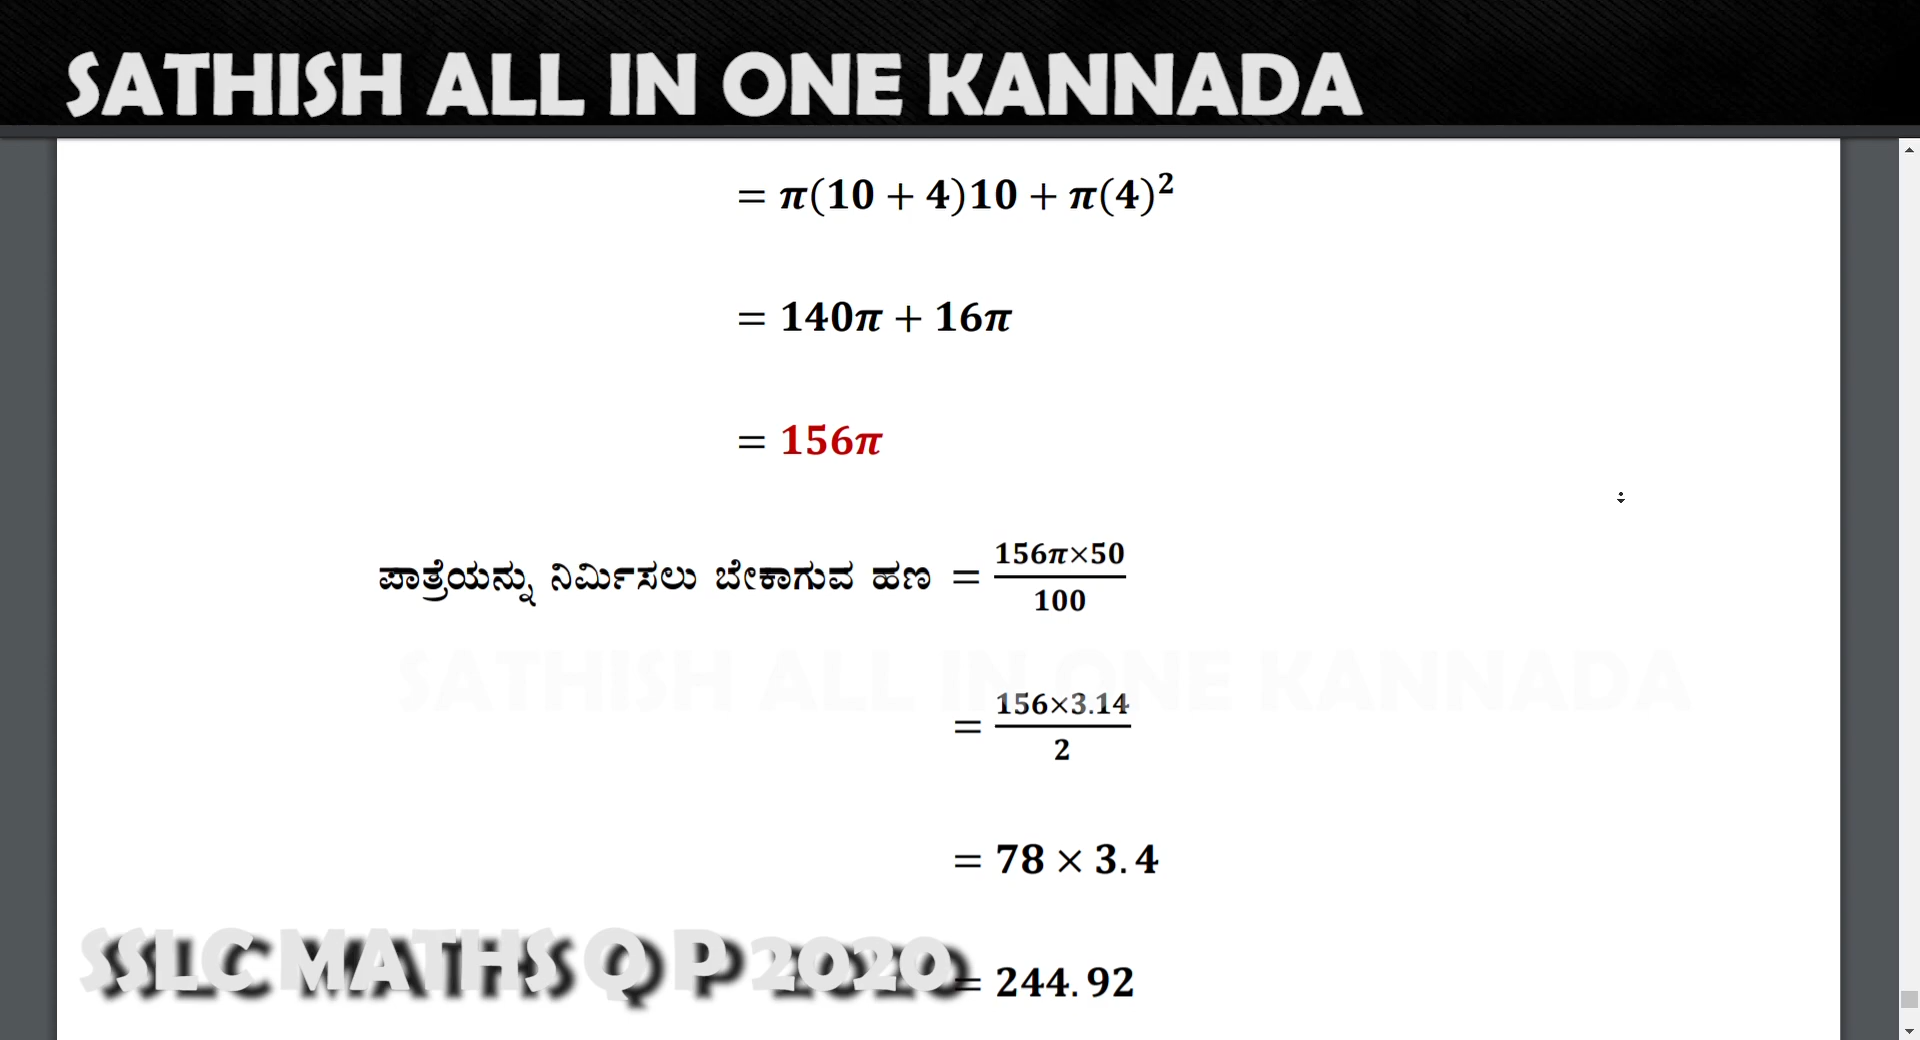 SATHISH ALL IN ONE KANNADA
= π(10 + 4)10 + π(4)²
= 140π + 16π
= 156π
ಪಾತ್ರೆಯನ್ನು ನಿರ್ಮಿಸಲು ಬೇಕಾಗುವ ಹಣ = 156π×50
100
SATHISH ALL IN ONE KANNADA
= 156×3.14
2
= 78 × 3.4
SSLC MATHS Q P 2020
= 244.92